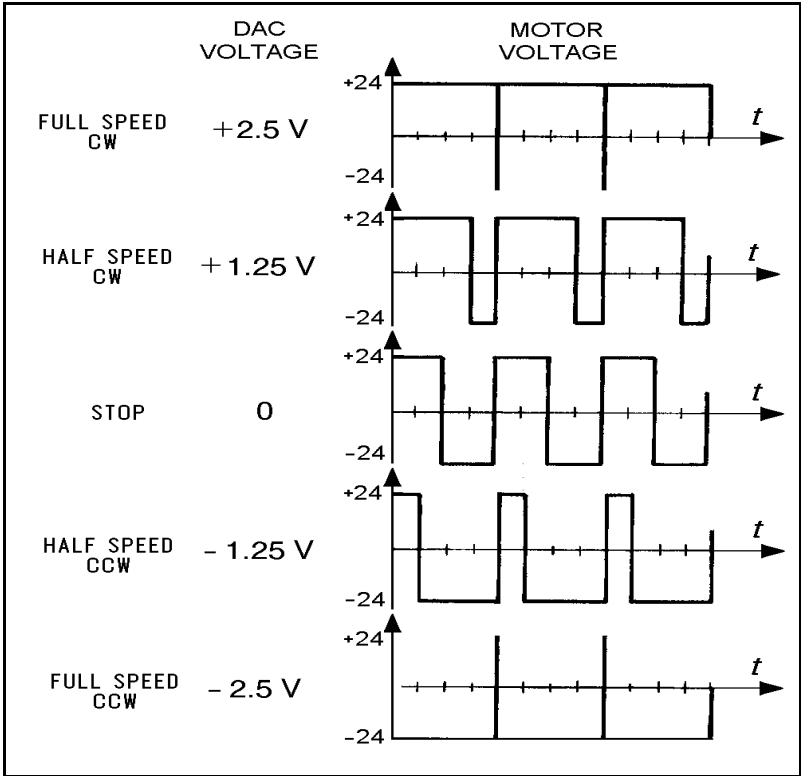 DAC
VOLTAGE
MOTOR
VOLTAGE
FULL SPEED
CW
+2.5 V
+24
-24
t
HALF SPEED
CW
+1.25 V
+24
-24
t
STOP
0
+24
-24
t
HALF SPEED
CCW
- 1.25 V
+24
-24
t
FULL SPEED
CCW
- 2.5 V
+24
-24
t